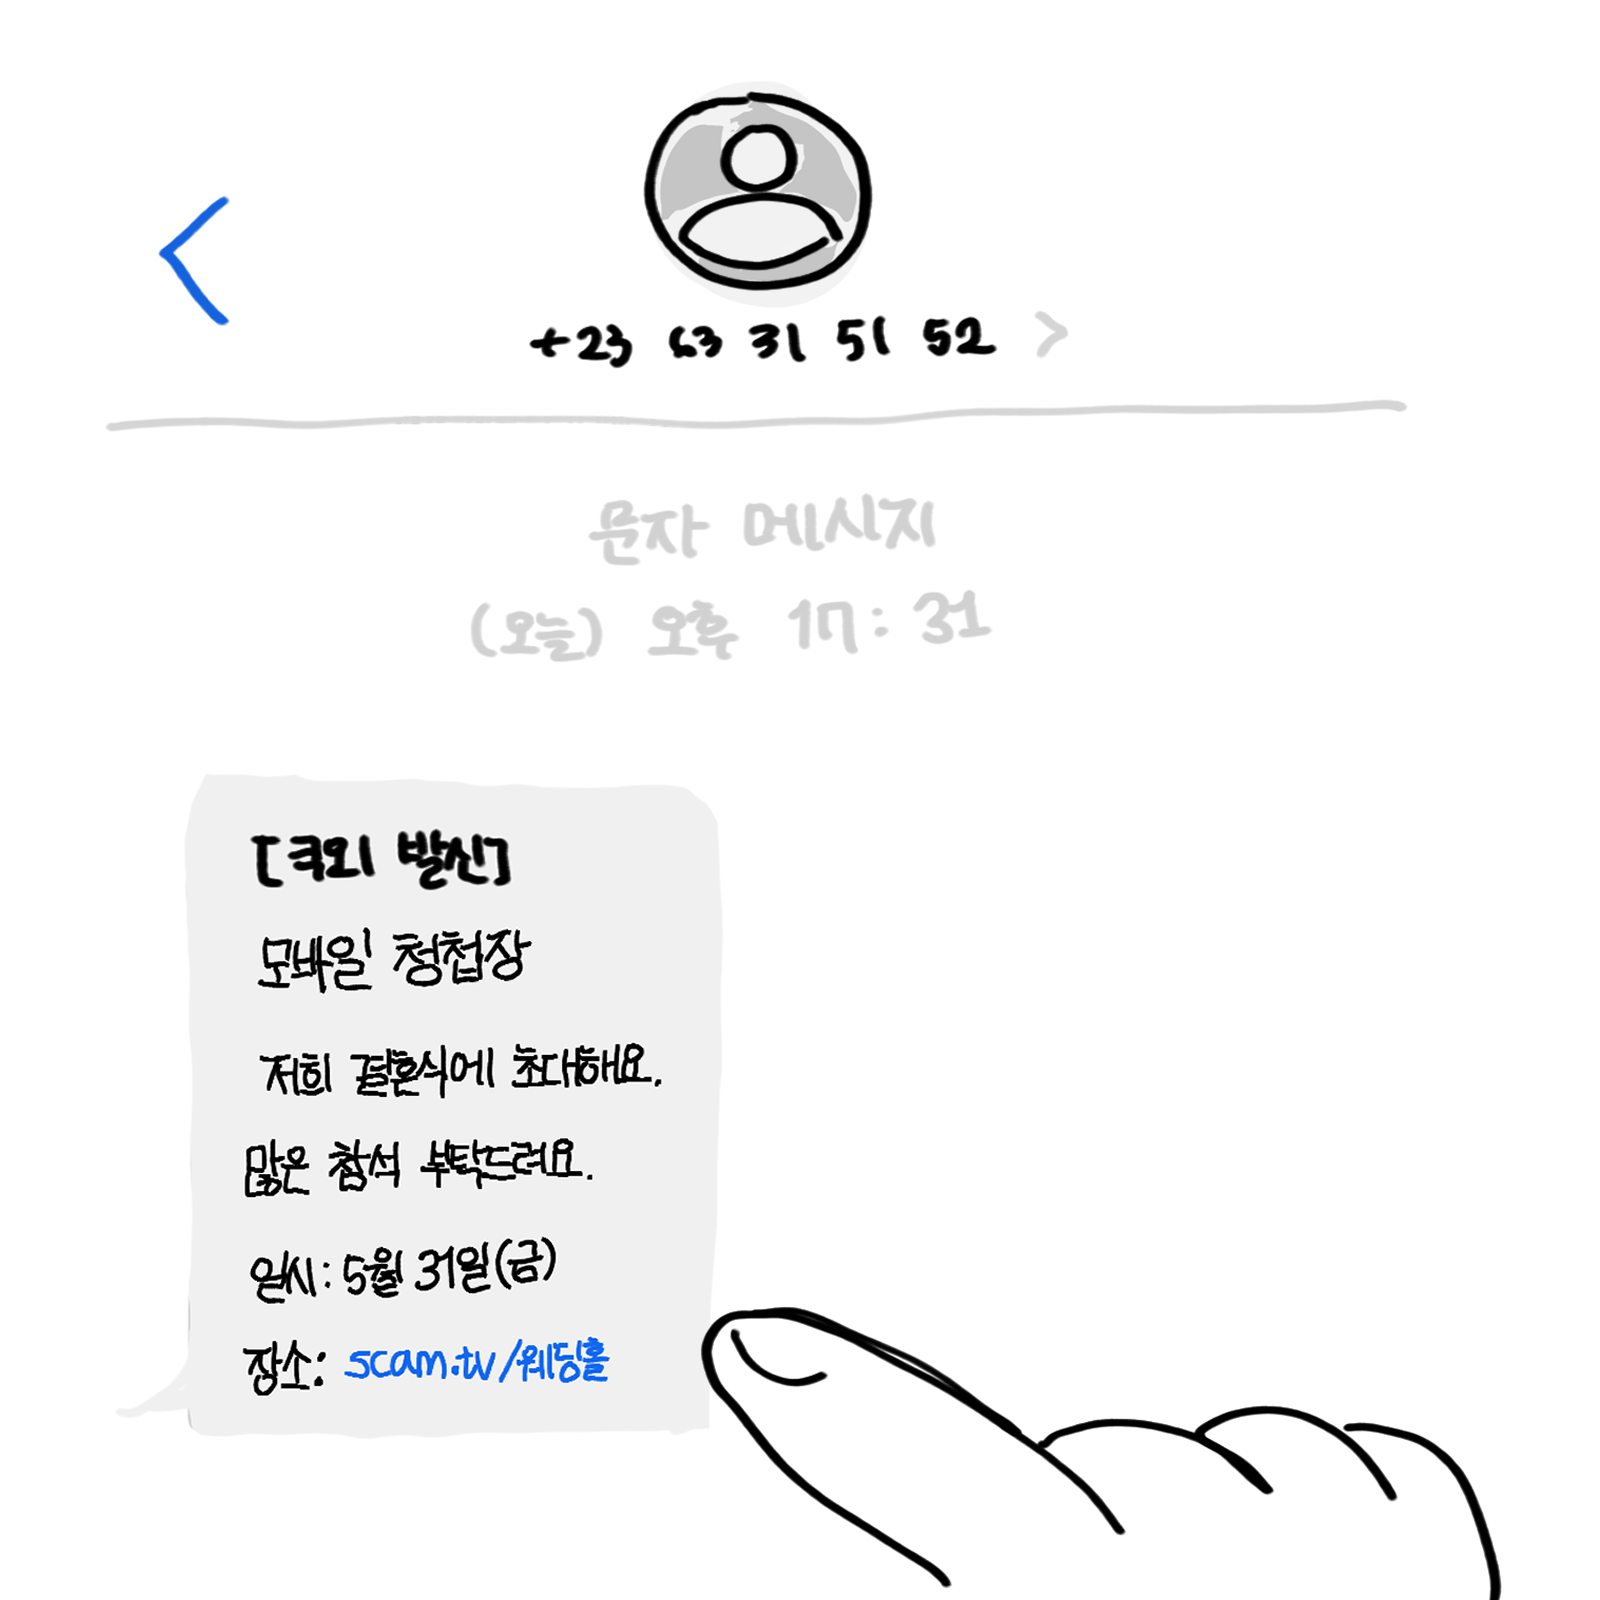 +23 63 31 51 52 >
문자 메시지
(오늘) 오후 17:31
[국외 발신]
모바일 청첩장
저희 결혼식에 초대해요.
많은 참석 부탁드려요.
일시: 5월 31일(금)
장소: scam.tv/웨딩홀